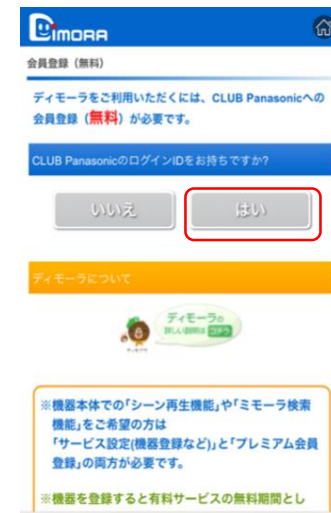 DiMORA
会員登録（無料）
ディモーラをご利用いただくには、CLUB Panasonicへの
会員登録（無料）が必要です。
CLUB PanasonicのログインIDをお持ちですか?
いいえ
はい
ディモーラについて
ディモーラの
詳しい説明は コチラ
※機器本体での「シーン再生機能」や「ミモーラ検索
機能」をご希望の方は
「サービス設定(機器登録など)」と「プレミアム会員
登録」の両方が必要です。
※機器を登録すると有料サービスの無料期間とし